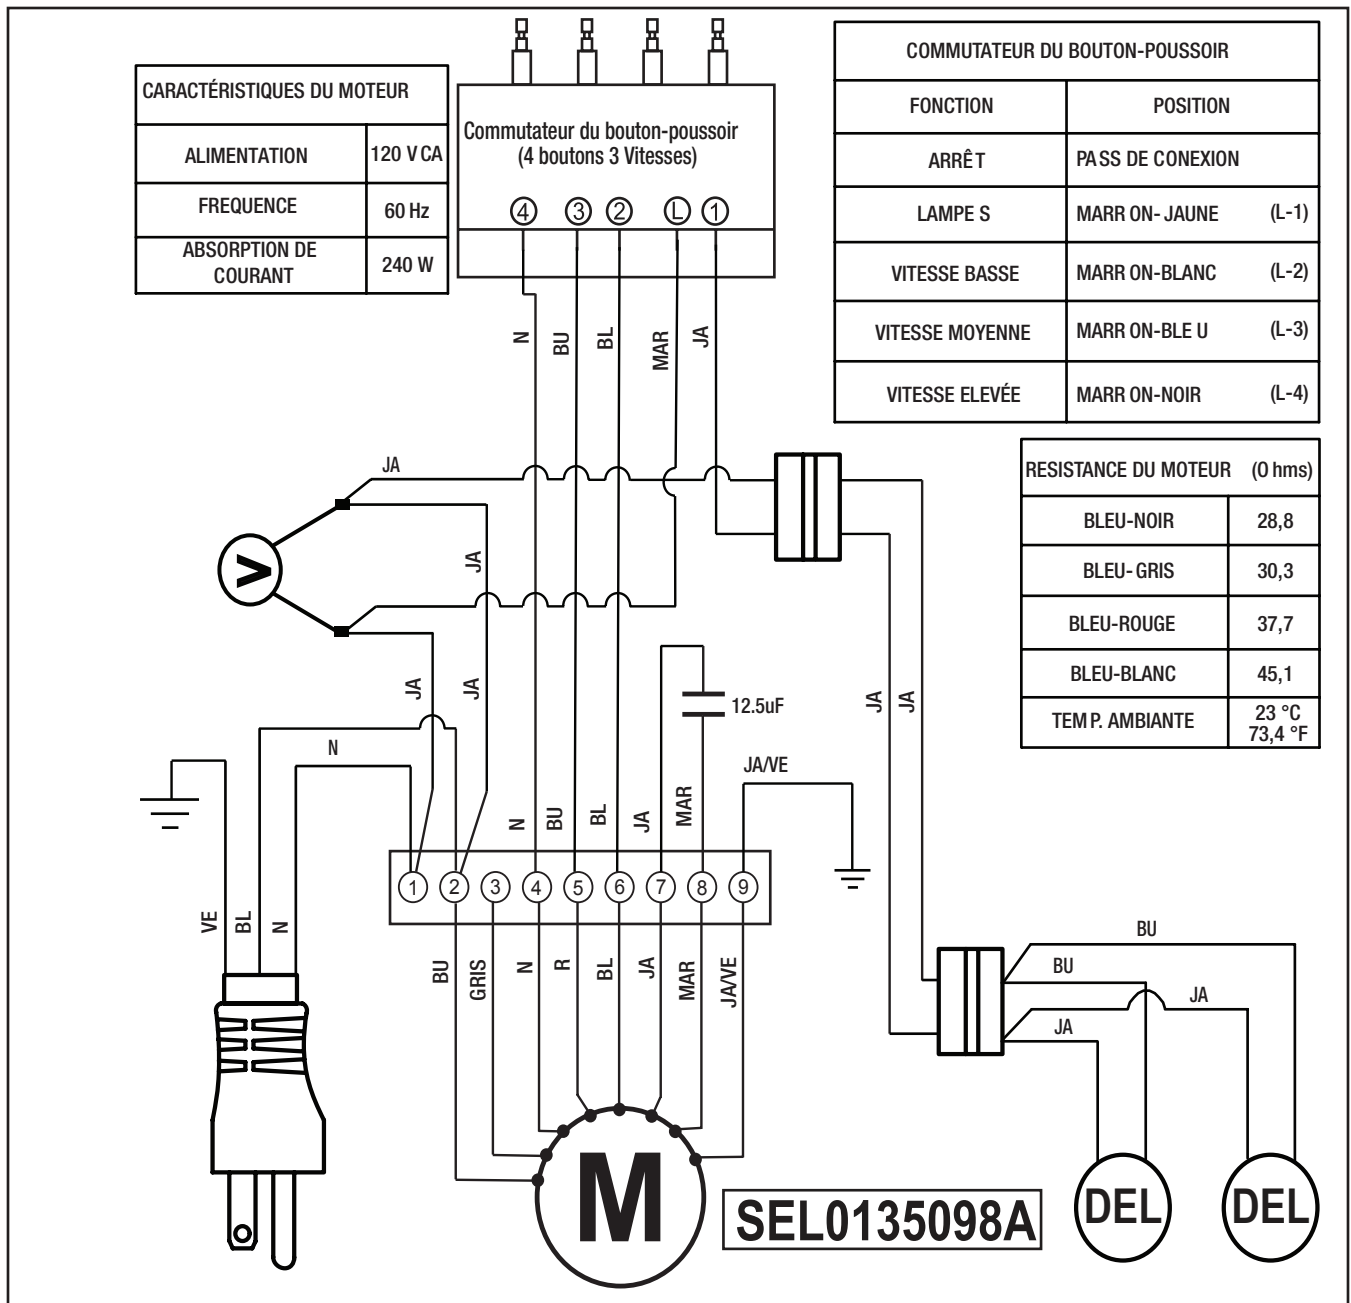 CARACTÉRISTIQUES DU MOTEUR
ALIMENTATION 120 V CA
FREQUENCE 60 Hz
ABSORPTION DE
COURANT 240 W
Commutateur du bouton-poussoir
(4 boutons 3 Vitesses)
4 3 2 L 1
COMMUTATEUR DU BOUTON-POUSSOIR
FONCTION POSITION
ARRÊT PASS DE CONEXION
LAMPE S MARR ON- JAUNE (L-1)
VITESSE BASSE MARR ON-BLANC (L-2)
VITESSE MOYENNE MARR ON-BLE U (L-3)
VITESSE ELEVÉE MARR ON-NOIR (L-4)
RESISTANCE DU MOTEUR (O hms)
BLEU-NOIR 28,8
BLEU- GRIS 30,3
BLEU-ROUGE 37,7
BLEU-BLANC 45,1
TEM P. AMBIANTE 23 °C
73,4 °F
N BU BL MAR JA
JA
JA
V
JA JA
12.5uF
JA JA
N
JA/VE
N BU BL JA MAR
1 2 3 4 5 6 7 8 9
VE BL N
BU GRIS N R BL JA MAR JA/VE
BU
BU
JA
JA
M
SEL0135098A
DEL DEL